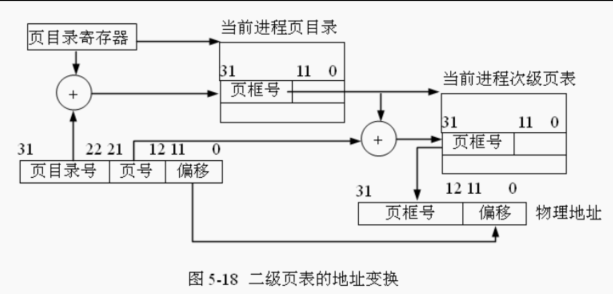 当前进程页目录
页目录寄存器
31 11 0
页框号
当前进程次级页表
31 11 0
页框号
+
+
31 22 21 12 11 0
页目录号 页号 偏移
31 12 11 0
页框号 偏移 物理地址
图 5-18 二级页表的地址变换